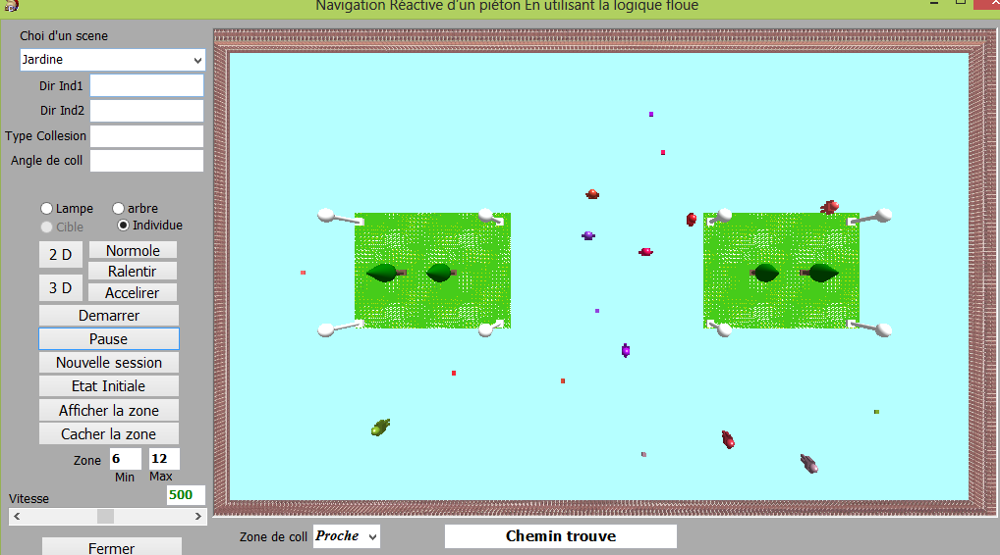 Navigation Réactive d'un piéton En utilisant la logique floue
Choi d'un scene
Jardine
Dir Ind1
Dir Ind2
Type Collesion
Angle de coll
Lampe arbre
Cible Individue
2 D Normole
Ralentir
3 D Accelirer
Demarrer
Pause
Nouvelle session
Etat Initiale
Afficher la zone
Cacher la zone
Zone 6 12
Min Max
Vitesse 500
Fermer
Zone de coll Proche Chemin trouve